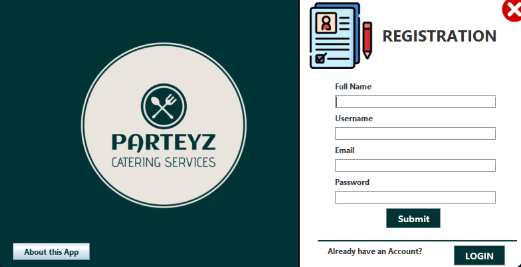 PARTEYZ
CATERING SERVICES
About this App
REGISTRATION
Full Name
Username
Email
Password
Submit
Already have an Account?
LOGIN